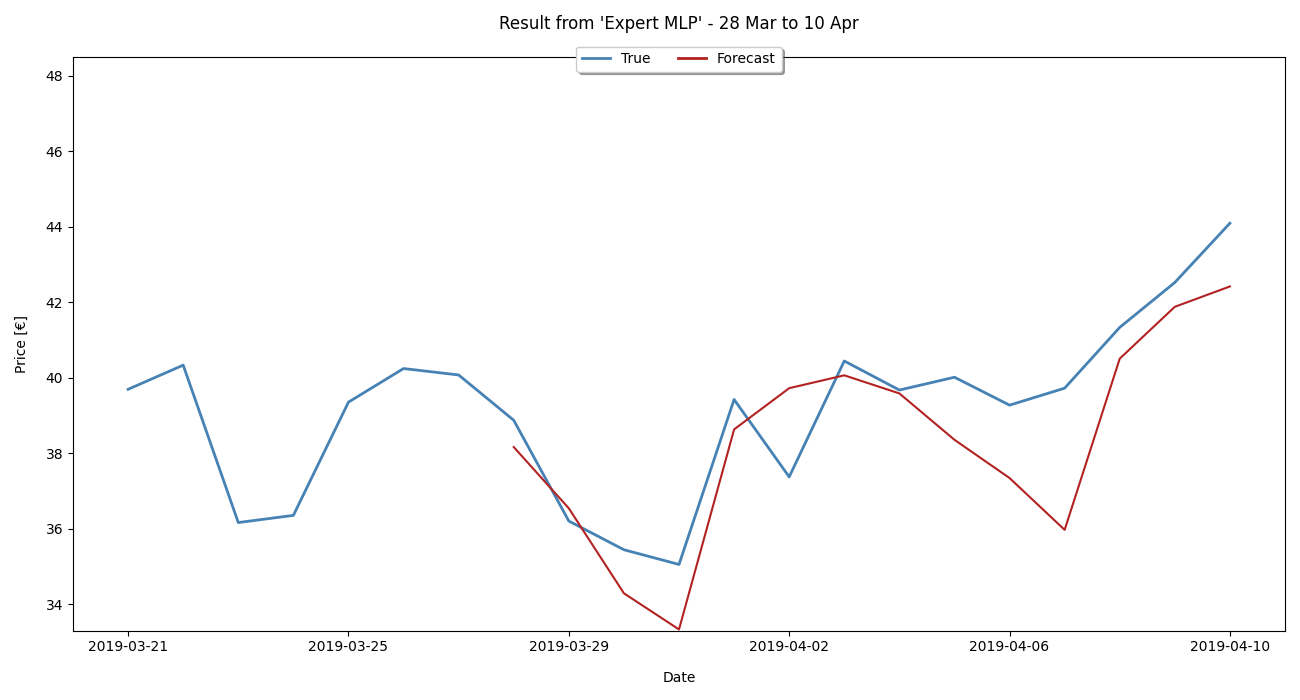 Result from 'Expert MLP' - 28 Mar to 10 Apr
True Forecast
48
46
44
42
40
38
36
34
Price [€]
2019-03-21 2019-03-25 2019-03-29 2019-04-02 2019-04-06 2019-04-10
Date